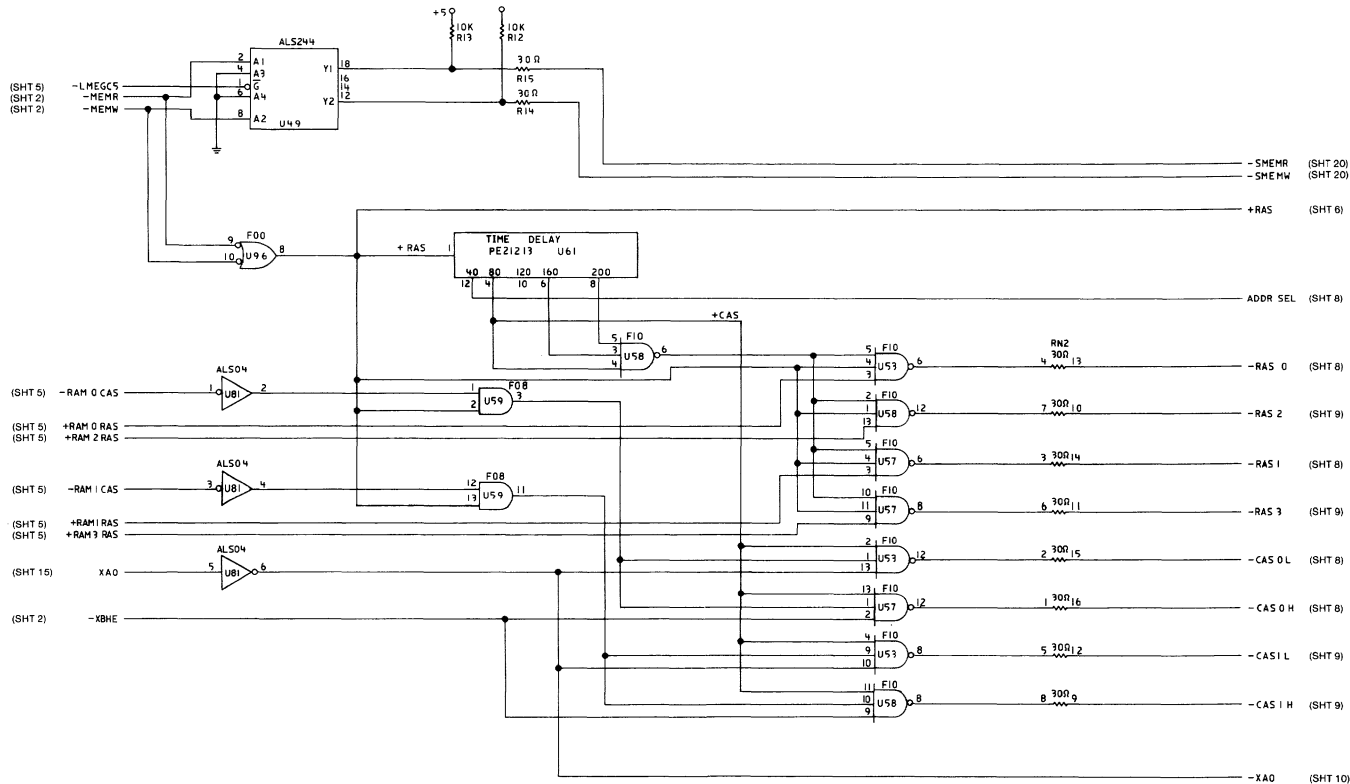 +5
10K
R13
10K
R12
ALS244
2 A1
4 A3
1 G
6 A4
8 A2
Y1 18
16
14
Y2 12
U49
30Ω
R15
30Ω
R14
(SHT 5) -LMEGCS
(SHT 2) -MEMR
(SHT 2) -MEMW
-SMEMR (SHT 20)
-SMEMW (SHT 20)
+RAS (SHT 6)
F00
9
10
U96
8
+RAS
1
TIME DELAY
PE21213 U61
40 80 120 160 200
12 4 10 6 8
ADDR SEL (SHT 8)
+CAS
F10
5
3
4
U58
6
F10
5
4
3
U53
6
RN2
30Ω
4 13
-RAS 0 (SHT 8)
ALS04
(SHT 5) -RAM 0 CAS
1 U81 2
F08
1
2
U59
3
F10
2
1
13
U58
12
30Ω
7 10
-RAS 2 (SHT 9)
(SHT 5) +RAM 0 RAS
(SHT 5) +RAM 2 RAS
F10
5
4
3
U57
6
30Ω
3 14
-RAS 1 (SHT 8)
ALS04
(SHT 5) -RAM 1 CAS
3 U81 4
F08
12
13
U59
11
F10
10
11
9
U57
8
30Ω
6 11
-RAS 3 (SHT 9)
(SHT 5) +RAM1 RAS
(SHT 5) +RAM3 RAS
ALS04
(SHT 15) XA0
5 U81 6
F10
2
1
13
U53
12
30Ω
2 15
-CAS0L (SHT 8)
(SHT 2) -XBHE
F10
13
1
2
U57
12
30Ω
1 16
-CAS0H (SHT 8)
F10
4
9
10
U53
8
30Ω
5 12
-CAS1L (SHT 9)
F10
11
10
9
U58
8
30Ω
8 9
-CAS1H (SHT 9)
-XA0 (SHT 10)